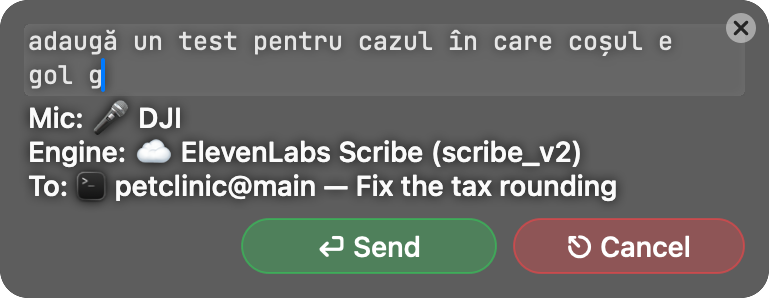 adaugă un test pentru cazul în care coșul e
gol g
Mic: 🎤 DJI
Engine: ☁️ ElevenLabs Scribe (scribe_v2)
To: petclinic@main — Fix the tax rounding
Send
Cancel